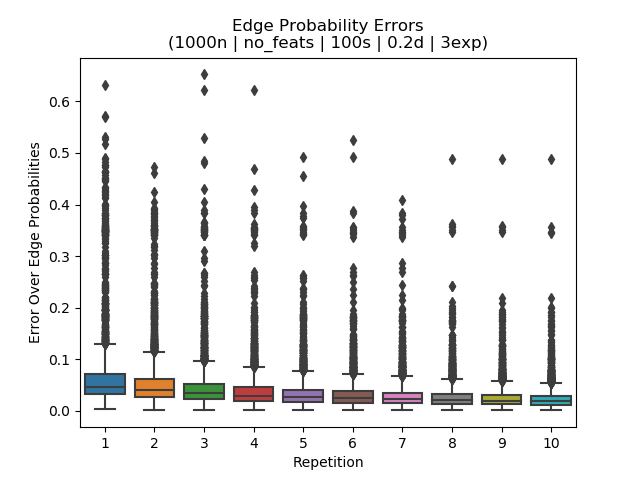 Edge Probability Errors
(1000n | no_feats | 100s | 0.2d | 3exp)
Error Over Edge Probabilities
0.6
0.5
0.4
0.3
0.2
0.1
0.0
1 2 3 4 5 6 7 8 9 10
Repetition